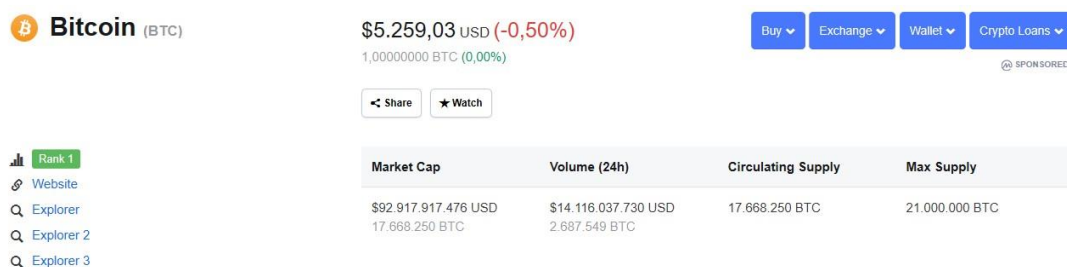 Bitcoin (BTC)
$5.259,03 USD (-0,50%)
1,00000000 BTC (0,00%)
Buy
Exchange
Wallet
Crypto Loans
SPONSORED
Share
Watch
Rank 1
Website
Explorer
Explorer 2
Explorer 3
Market Cap Volume (24h) Circulating Supply Max Supply
$92.917.917.476 USD $14.116.037.730 USD 17.668.250 BTC 21.000.000 BTC
17.668.250 BTC 2.687.549 BTC